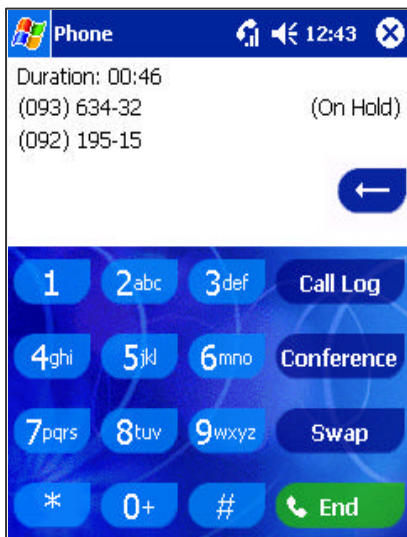 Phone 12:43
Duration: 00:46
(093) 634-32 (On Hold)
(092) 195-15
1 2abc 3def Call Log
4ghi 5jkl 6mno Conference
7pqrs 8tuv 9wxyz Swap
* 0+ # End